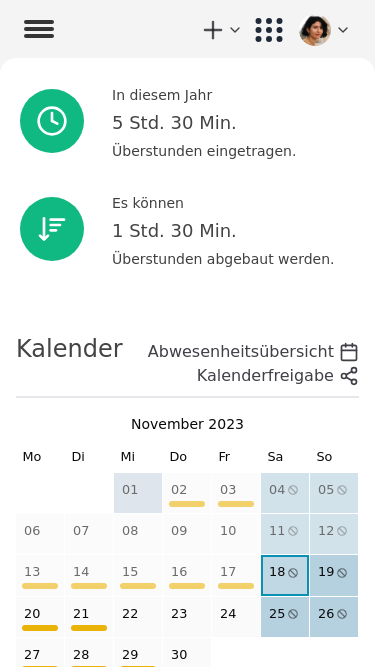 In diesem Jahr
5 Std. 30 Min.
Überstunden eingetragen.
Es können
1 Std. 30 Min.
Überstunden abgebaut werden.
Kalender
Abwesenheitsübersicht
Kalenderfreigabe
November 2023
Mo Di Mi Do Fr Sa So
01 02 03 04 05
06 07 08 09 10 11 12
13 14 15 16 17 18 19
20 21 22 23 24 25 26
27 28 29 30